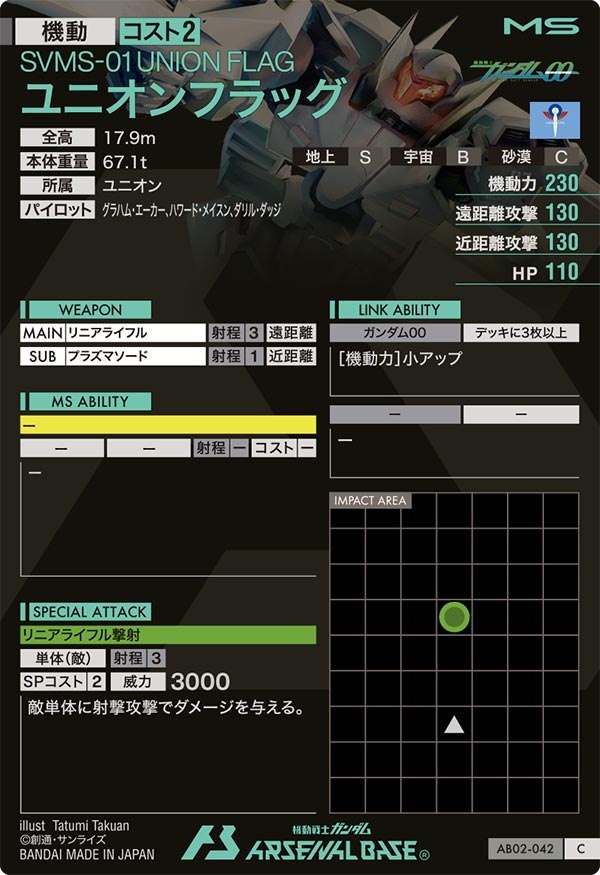 機動 コスト2 MS
SVMS-01 UNION FLAG
ユニオンフラッグ
機動戦士ガンダム00
全高 17.9m
本体重量 67.1t
所属 ユニオン
パイロット グラハム・エーカー、ハワード・メイスン、ダリル・ダッジ
地上 S 宇宙 B 砂漠 C
機動力 230
遠距離攻撃 130
近距離攻撃 130
HP 110
WEAPON
MAIN リニアライフル 射程 3 遠距離
SUB プラズマソード 射程 1 近距離
LINK ABILITY
ガンダム00 デッキに3枚以上
[機動力]小アップ
— —
—
MS ABILITY
—
— — 射程 — コスト —
—
IMPACT AREA
SPECIAL ATTACK
リニアライフル撃射
単体(敵) 射程 3
SPコスト 2 威力 3000
敵単体に射撃攻撃でダメージを与える。
illust Tatumi Takuan
©創通・サンライズ
BANDAI MADE IN JAPAN
機動戦士ガンダム
ARSENAL BASE®
AB02-042 C